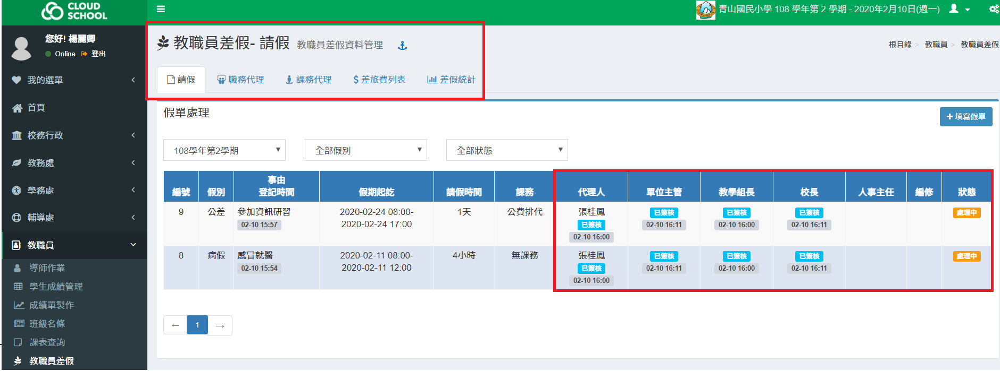 CLOUD
SCHOOL
青山國民小學 108 學年第 2 學期 - 2020年2月10日(週一)
您好! 楊麗卿
Online 登出
我的選單
首頁
校務行政
教務處
學務處
輔導處
教職員
導師作業
學生成績管理
成績單製作
班級名條
課表查詢
教職員差假
教職員差假- 請假 教職員差假資料管理
根目錄 > 教職員 > 教職員差假
請假 職務代理 課務代理 差旅費列表 差假統計
假單處理
填寫假單
108學年第2學期 全部假別 全部狀態
編號 假別 事由 登記時間 假期起訖 請假時間 課務 代理人 單位主管 教學組長 校長 人事主任 編修 狀態
9 公差 參加資訊研習 2020-02-24 08:00- 1天 公費排代 張桂鳳 已簽核 已簽核 已簽核 處理中
02-10 15:57 2020-02-24 17:00 已簽核 02-10 16:11 02-10 16:00 02-10 16:11
02-10 16:00
8 病假 感冒就醫 2020-02-11 08:00- 4小時 無課務 張桂鳳 已簽核 已簽核 已簽核 處理中
02-10 15:54 2020-02-11 12:00 已簽核 02-10 16:11 02-10 16:00 02-10 16:11
02-10 16:00
← 1 →